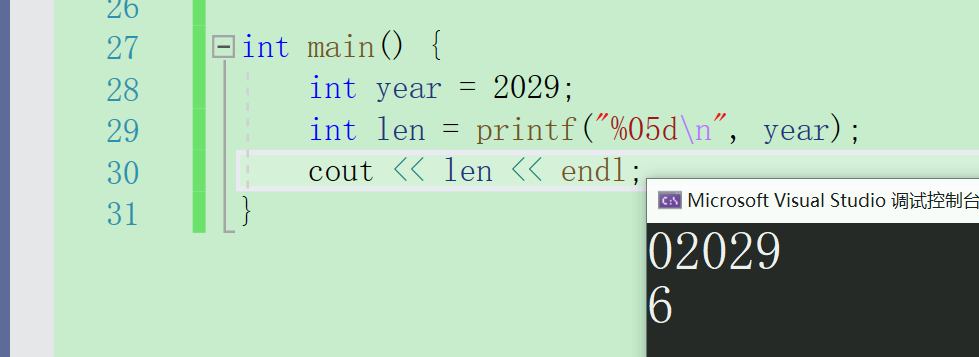 26
27 int main() {
28 int year = 2029;
29 int len = printf("%05d\n", year);
30 cout << len << endl;
31 }
C:\ Microsoft Visual Studio 调试控制台
02029
6